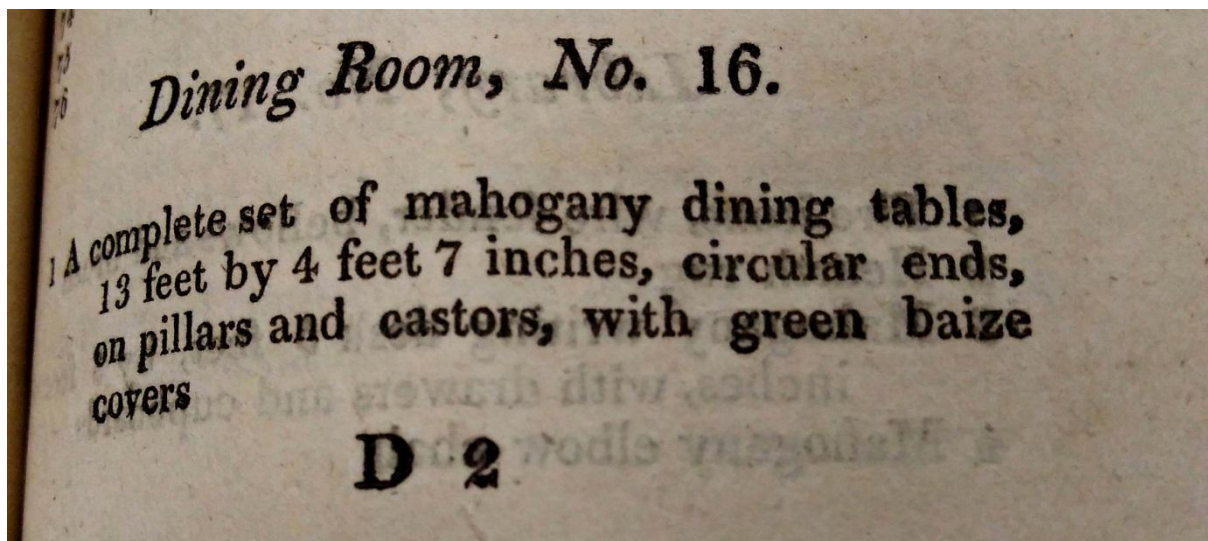 Dining Room, No. 16.
1 A complete set of mahogany dining tables,
13 feet by 4 feet 7 inches, circular ends,
on pillars and castors, with green baize
covers
D 2